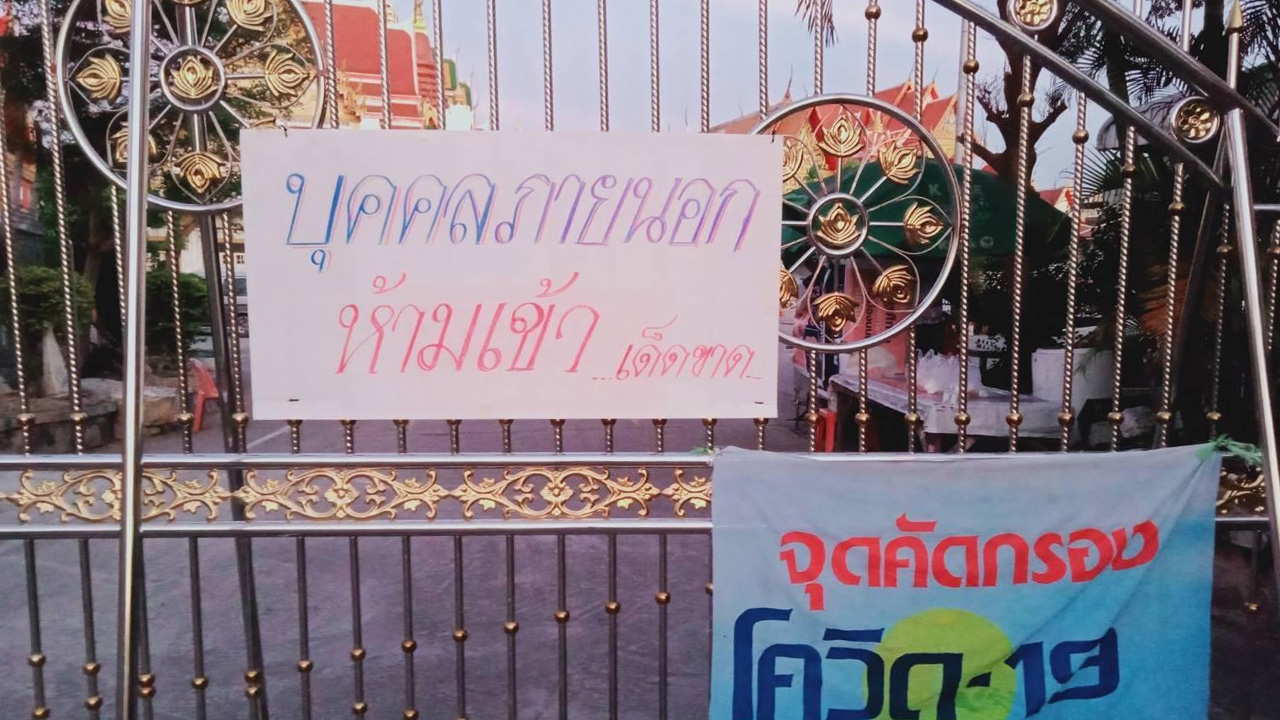 บุคคลภายนอก
ห้ามเข้า...เด็ดขาด...
จุดคัดกรอง
โควิด-19